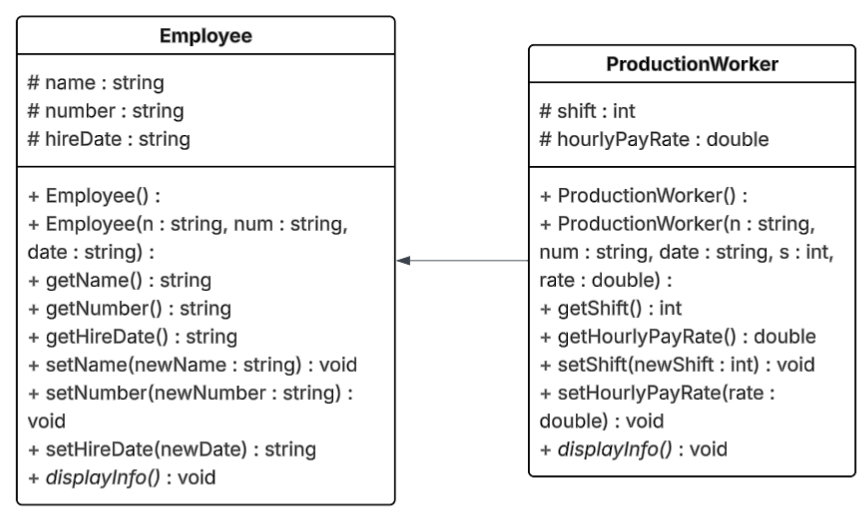 Employee
# name : string
# number : string
# hireDate : string
+ Employee() :
+ Employee(n : string, num : string,
date : string) :
+ getName() : string
+ getNumber() : string
+ getHireDate() : string
+ setName(newName : string) : void
+ setNumber(newNumber : string) :
void
+ setHireDate(newDate) : string
+ displayInfo() : void
ProductionWorker
# shift : int
# hourlyPayRate : double
+ ProductionWorker() :
+ ProductionWorker(n : string,
num : string, date : string, s : int,
rate : double) :
+ getShift() : int
+ getHourlyPayRate() : double
+ setShift(newShift : int) : void
+ setHourlyPayRate(rate :
double) : void
+ displayInfo() : void